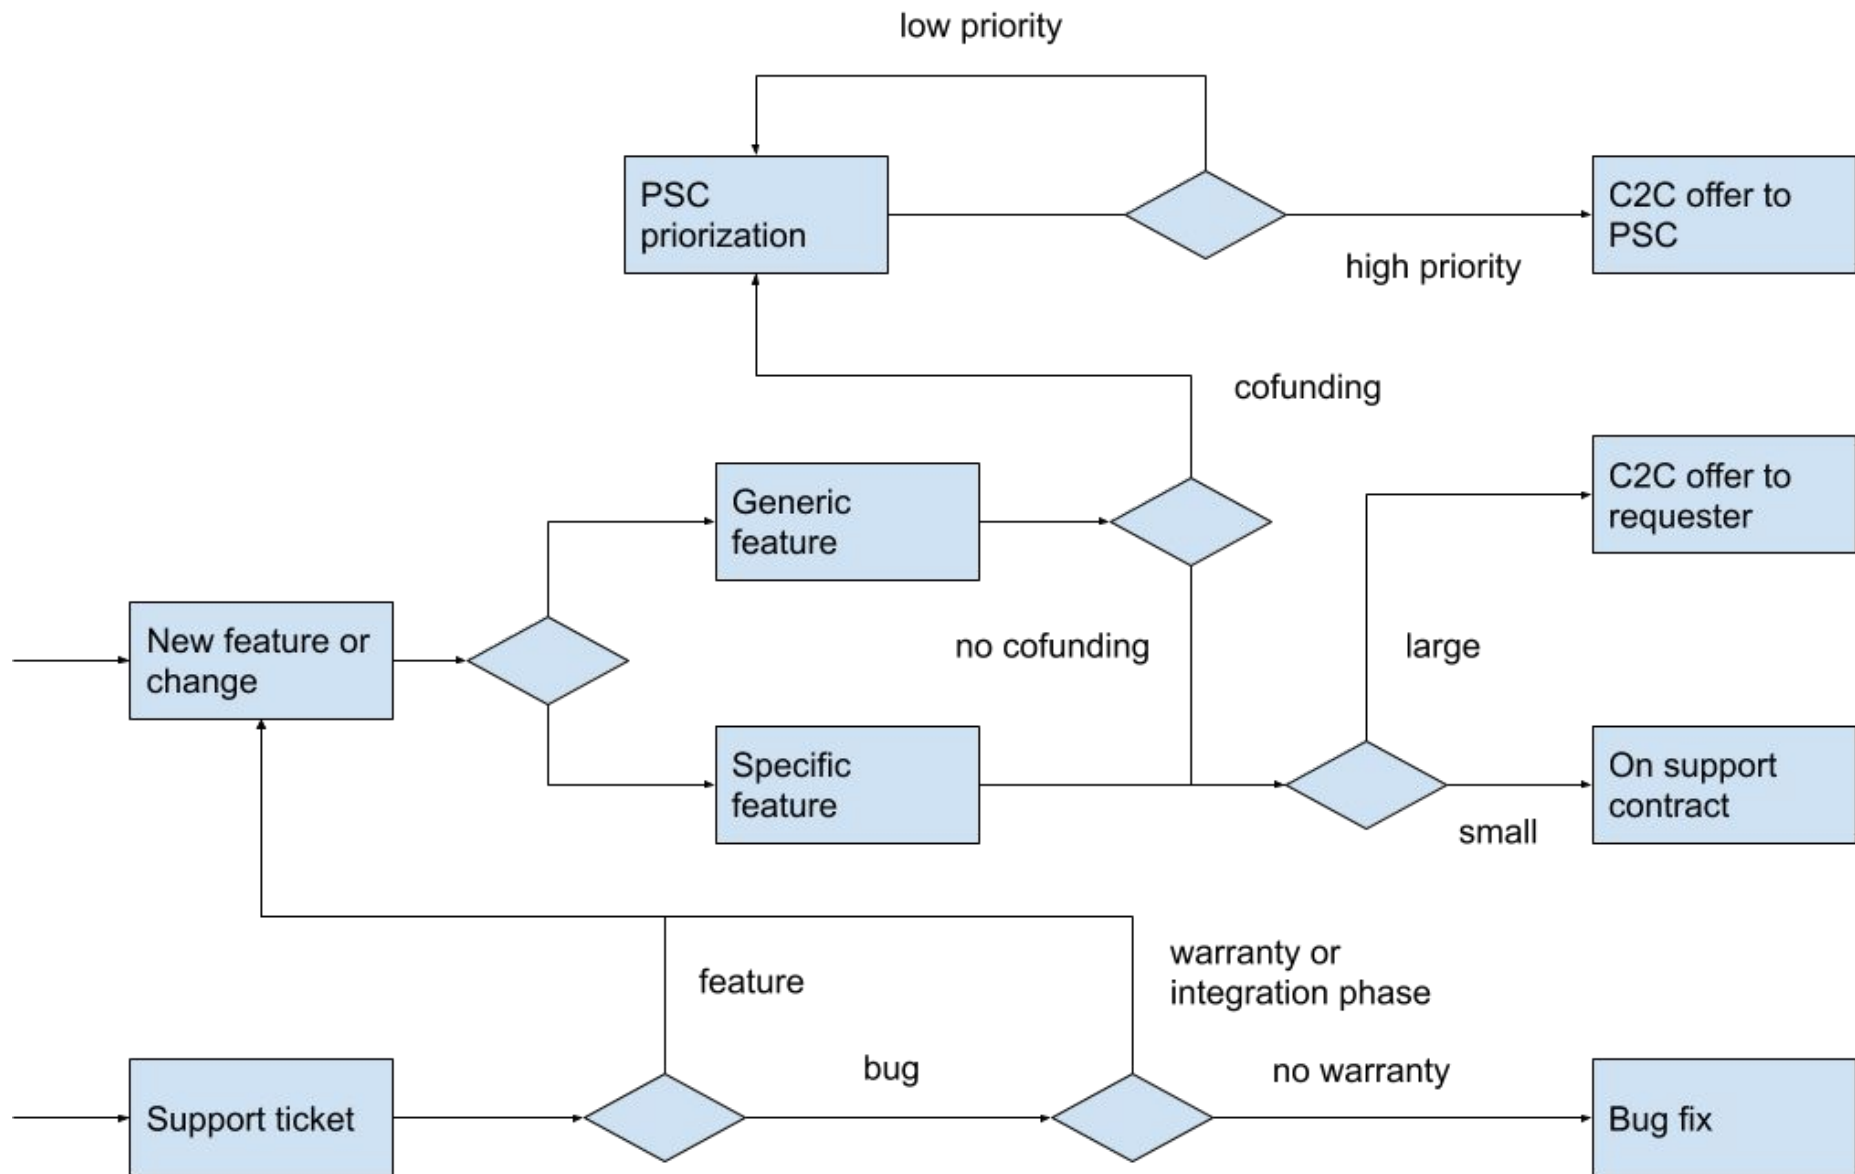 low priority
PSC
priorization
C2C offer to
PSC
high priority
cofunding
C2C offer to
requester
Generic
feature
New feature or
change
no cofunding
large
Specific
feature
On support
contract
small
feature
warranty or
integration phase
bug
no warranty
Support ticket
Bug fix